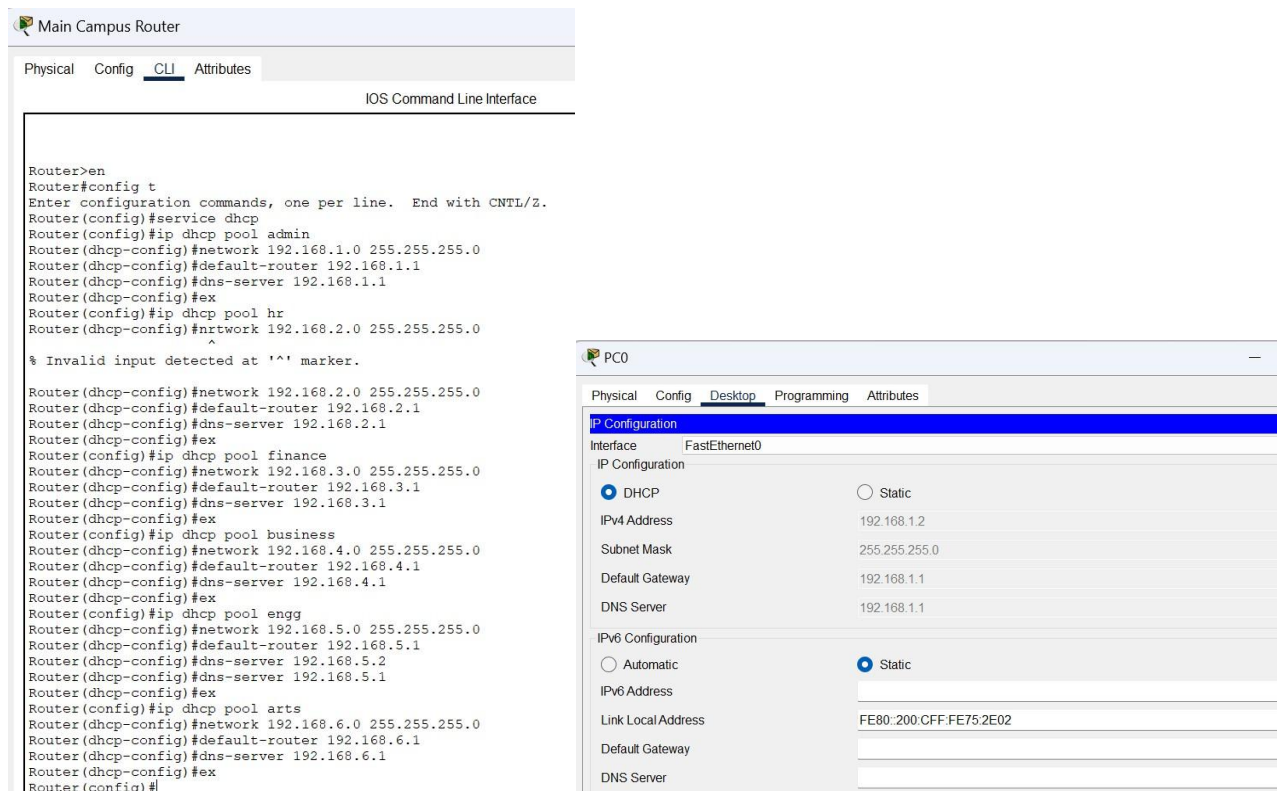 Main Campus Router
Physical Config CLI Attributes
IOS Command Line Interface
Router>en
Router#config t
Enter configuration commands, one per line. End with CNTL/Z.
Router(config)#service dhcp
Router(config)#ip dhcp pool admin
Router(dhcp-config)#network 192.168.1.0 255.255.255.0
Router(dhcp-config)#default-router 192.168.1.1
Router(dhcp-config)#dns-server 192.168.1.1
Router(dhcp-config)#ex
Router(config)#ip dhcp pool hr
Router(dhcp-config)#nrtwork 192.168.2.0 255.255.255.0
^
% Invalid input detected at '^' marker.
Router(dhcp-config)#network 192.168.2.0 255.255.255.0
Router(dhcp-config)#default-router 192.168.2.1
Router(dhcp-config)#dns-server 192.168.2.1
Router(dhcp-config)#ex
Router(config)#ip dhcp pool finance
Router(dhcp-config)#network 192.168.3.0 255.255.255.0
Router(dhcp-config)#default-router 192.168.3.1
Router(dhcp-config)#dns-server 192.168.3.1
Router(dhcp-config)#ex
Router(config)#ip dhcp pool business
Router(dhcp-config)#network 192.168.4.0 255.255.255.0
Router(dhcp-config)#default-router 192.168.4.1
Router(dhcp-config)#dns-server 192.168.4.1
Router(dhcp-config)#ex
Router(config)#ip dhcp pool engg
Router(dhcp-config)#network 192.168.5.0 255.255.255.0
Router(dhcp-config)#default-router 192.168.5.1
Router(dhcp-config)#dns-server 192.168.5.2
Router(dhcp-config)#dns-server 192.168.5.1
Router(dhcp-config)#ex
Router(config)#ip dhcp pool arts
Router(dhcp-config)#network 192.168.6.0 255.255.255.0
Router(dhcp-config)#default-router 192.168.6.1
Router(dhcp-config)#dns-server 192.168.6.1
Router(dhcp-config)#ex
Router(config)#
PC0
Physical Config Desktop Programming Attributes
IP Configuration
Interface FastEthernet0
IP Configuration
DHCP Static
IPv4 Address 192.168.1.2
Subnet Mask 255.255.255.0
Default Gateway 192.168.1.1
DNS Server 192.168.1.1
IPv6 Configuration
Automatic Static
IPv6 Address
Link Local Address FE80::200:CFF:FE75:2E02
Default Gateway
DNS Server